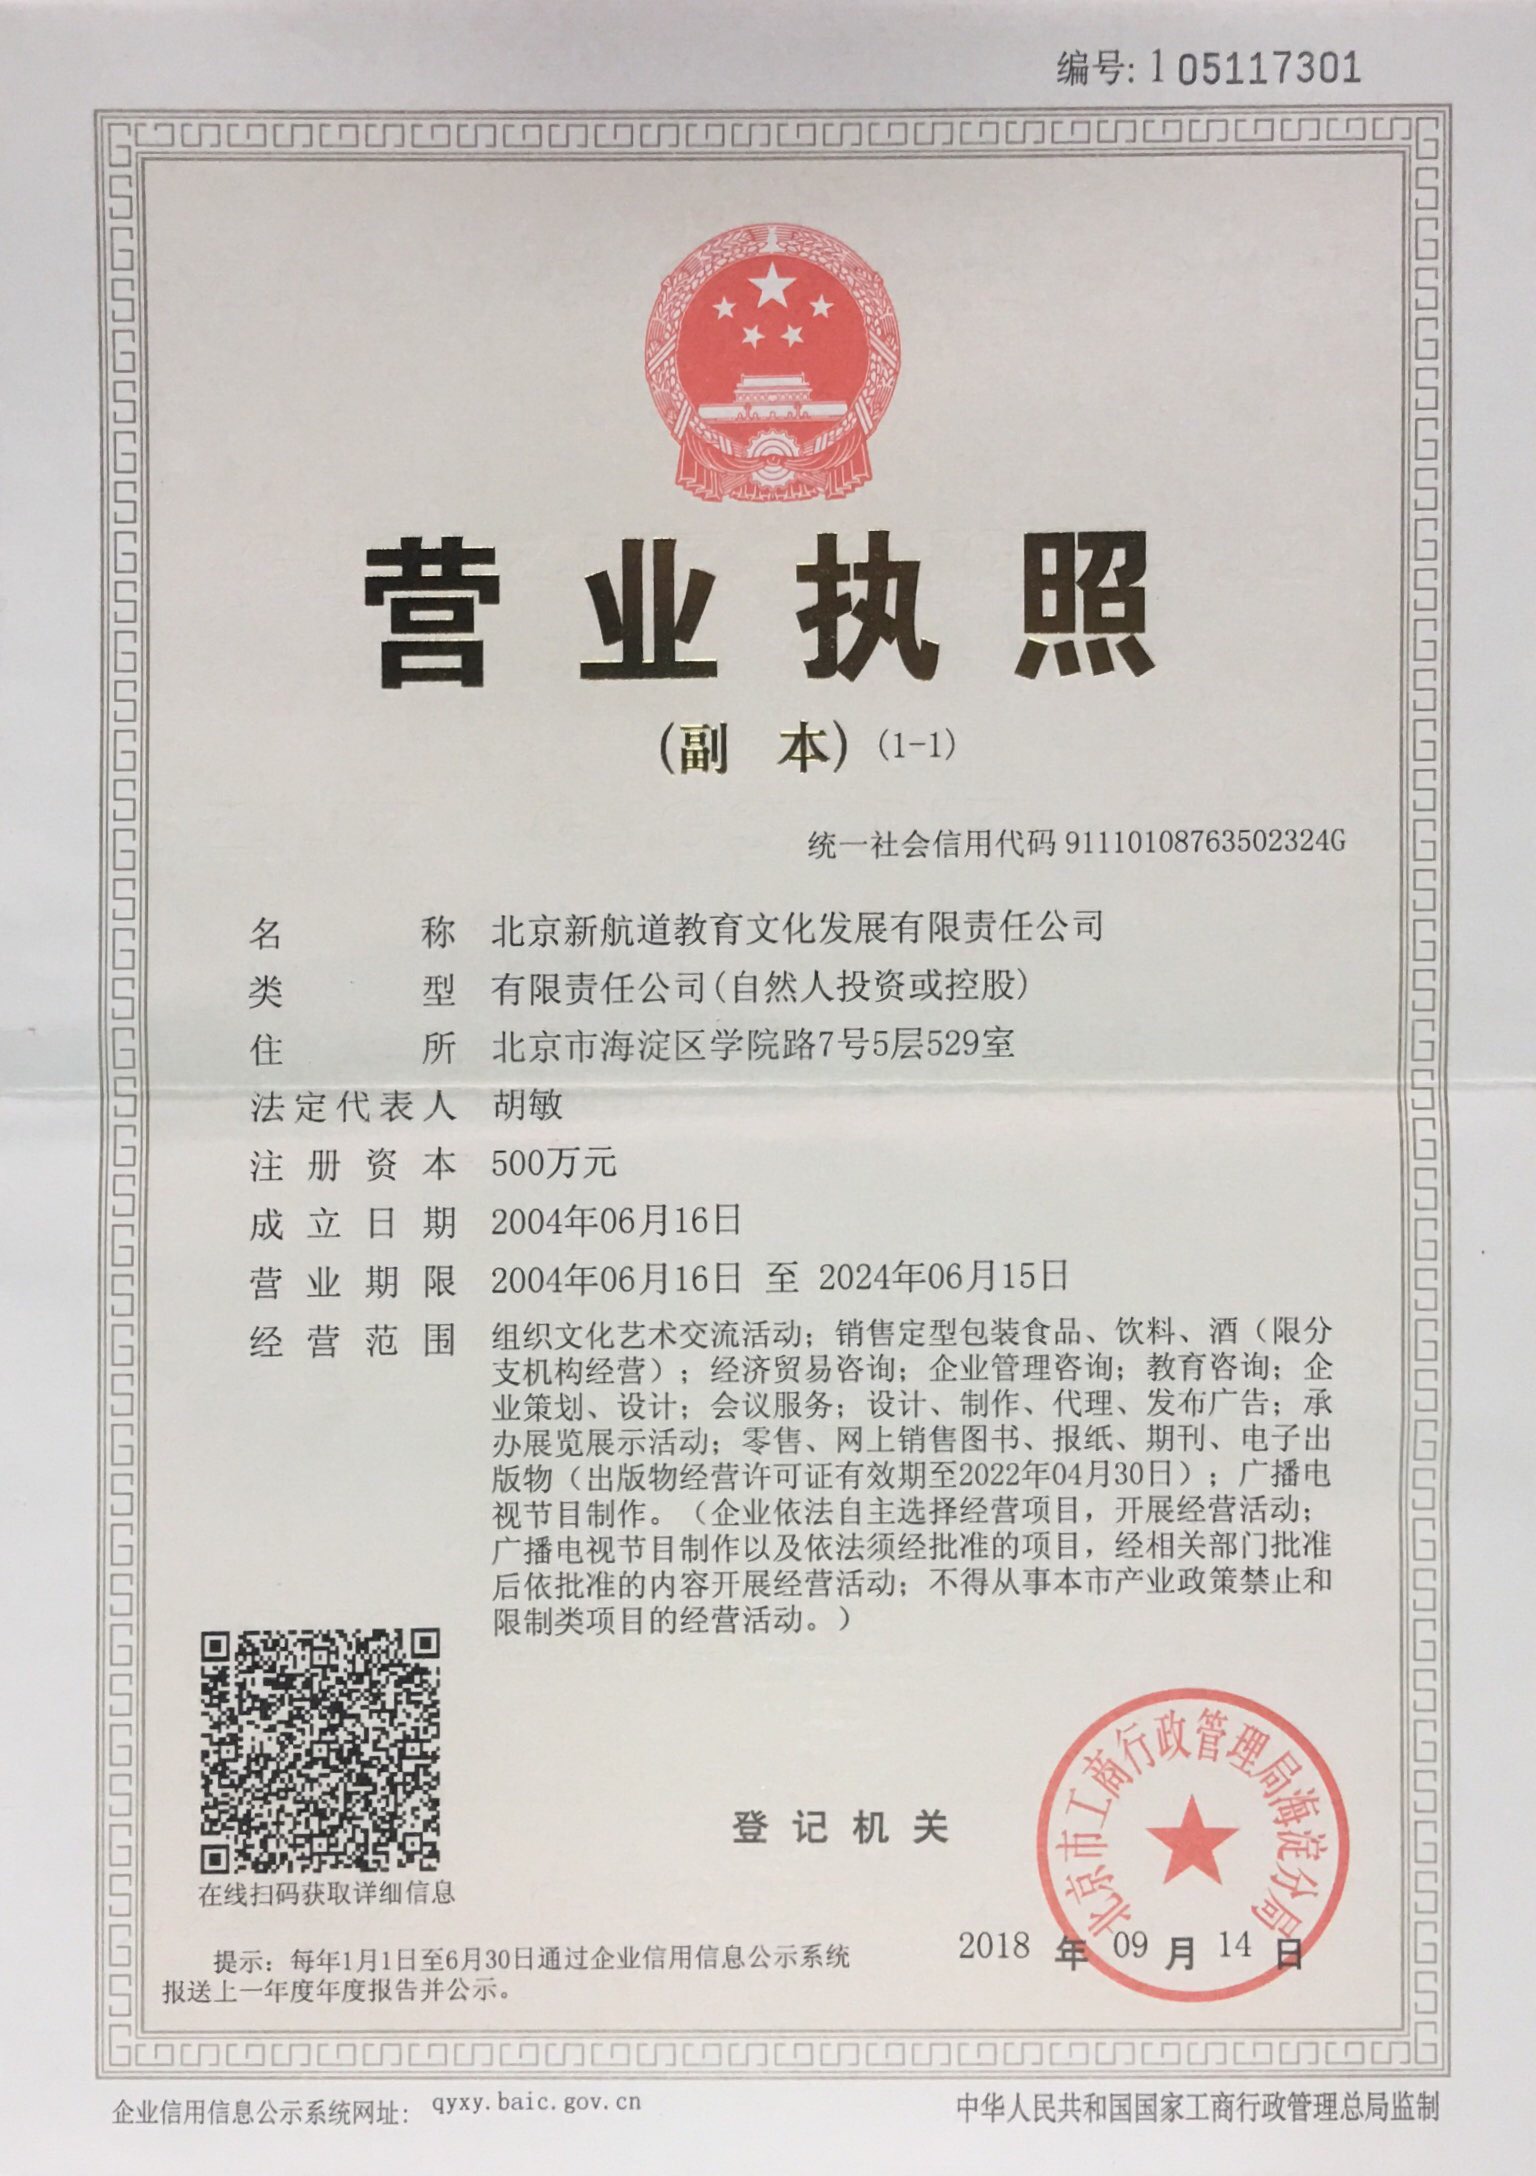 编号: 105117301
营业执照
(副 本) (1-1)
统一社会信用代码 91110108763502324G
名称 北京新航道教育文化发展有限责任公司
类型 有限责任公司(自然人投资或控股)
住所 北京市海淀区学院路7号5层529室
法定代表人 胡敏
注册资本 500万元
成立日期 2004年06月16日
营业期限 2004年06月16日 至 2024年06月15日
经营范围 组织文化艺术交流活动；销售定型包装食品、饮料、酒（限分
支机构经营）；经济贸易咨询；企业管理咨询；教育咨询；企
业策划、设计；会议服务；设计、制作、代理、发布广告；承
办展览展示活动；零售、网上销售图书、报纸、期刊、电子出
版物（出版物经营许可证有效期至2022年04月30日）；广播电
视节目制作。（企业依法自主选择经营项目，开展经营活动；
广播电视节目制作以及依法须经批准的项目，经相关部门批准
后依批准的内容开展经营活动；不得从事本市产业政策禁止和
限制类项目的经营活动。）
在线扫码获取详细信息
登记机关
北京市工商行政管理局海淀分局
2018 年 09 月 14 日
提示：每年1月1日至6月30日通过企业信用信息公示系统
报送上一年度年度报告并公示。
企业信用信息公示系统网址： qyxy.baic.gov.cn
中华人民共和国国家工商行政管理总局监制